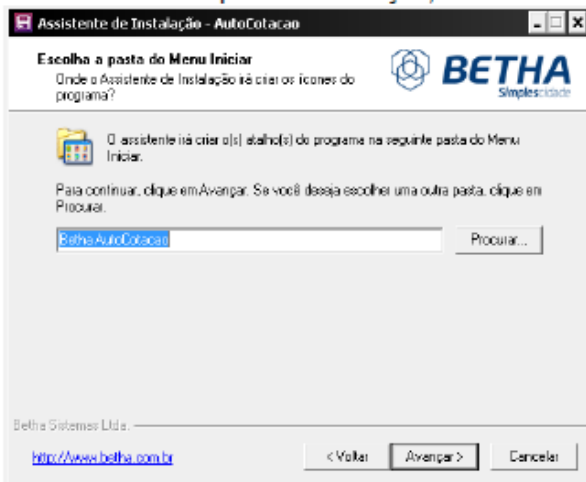 Assistente de Instalação - AutoCotacao
Escolha a pasta do Menu Iniciar
Onde o Assistente de Instalação irá criar os ícones do
programa?
BETHA
Simplescidade
O assistente irá criar o(s) atalho(s) do programa na seguinte pasta do Menu
Iniciar.
Para continuar, clique em Avançar. Se você deseja escolher uma outra pasta, clique em
Procurar.
Betha AutoCotacao
Procurar...
Betha Sistemas Ltda.
http://www.betha.com.br
< Voltar
Avançar >
Cancelar